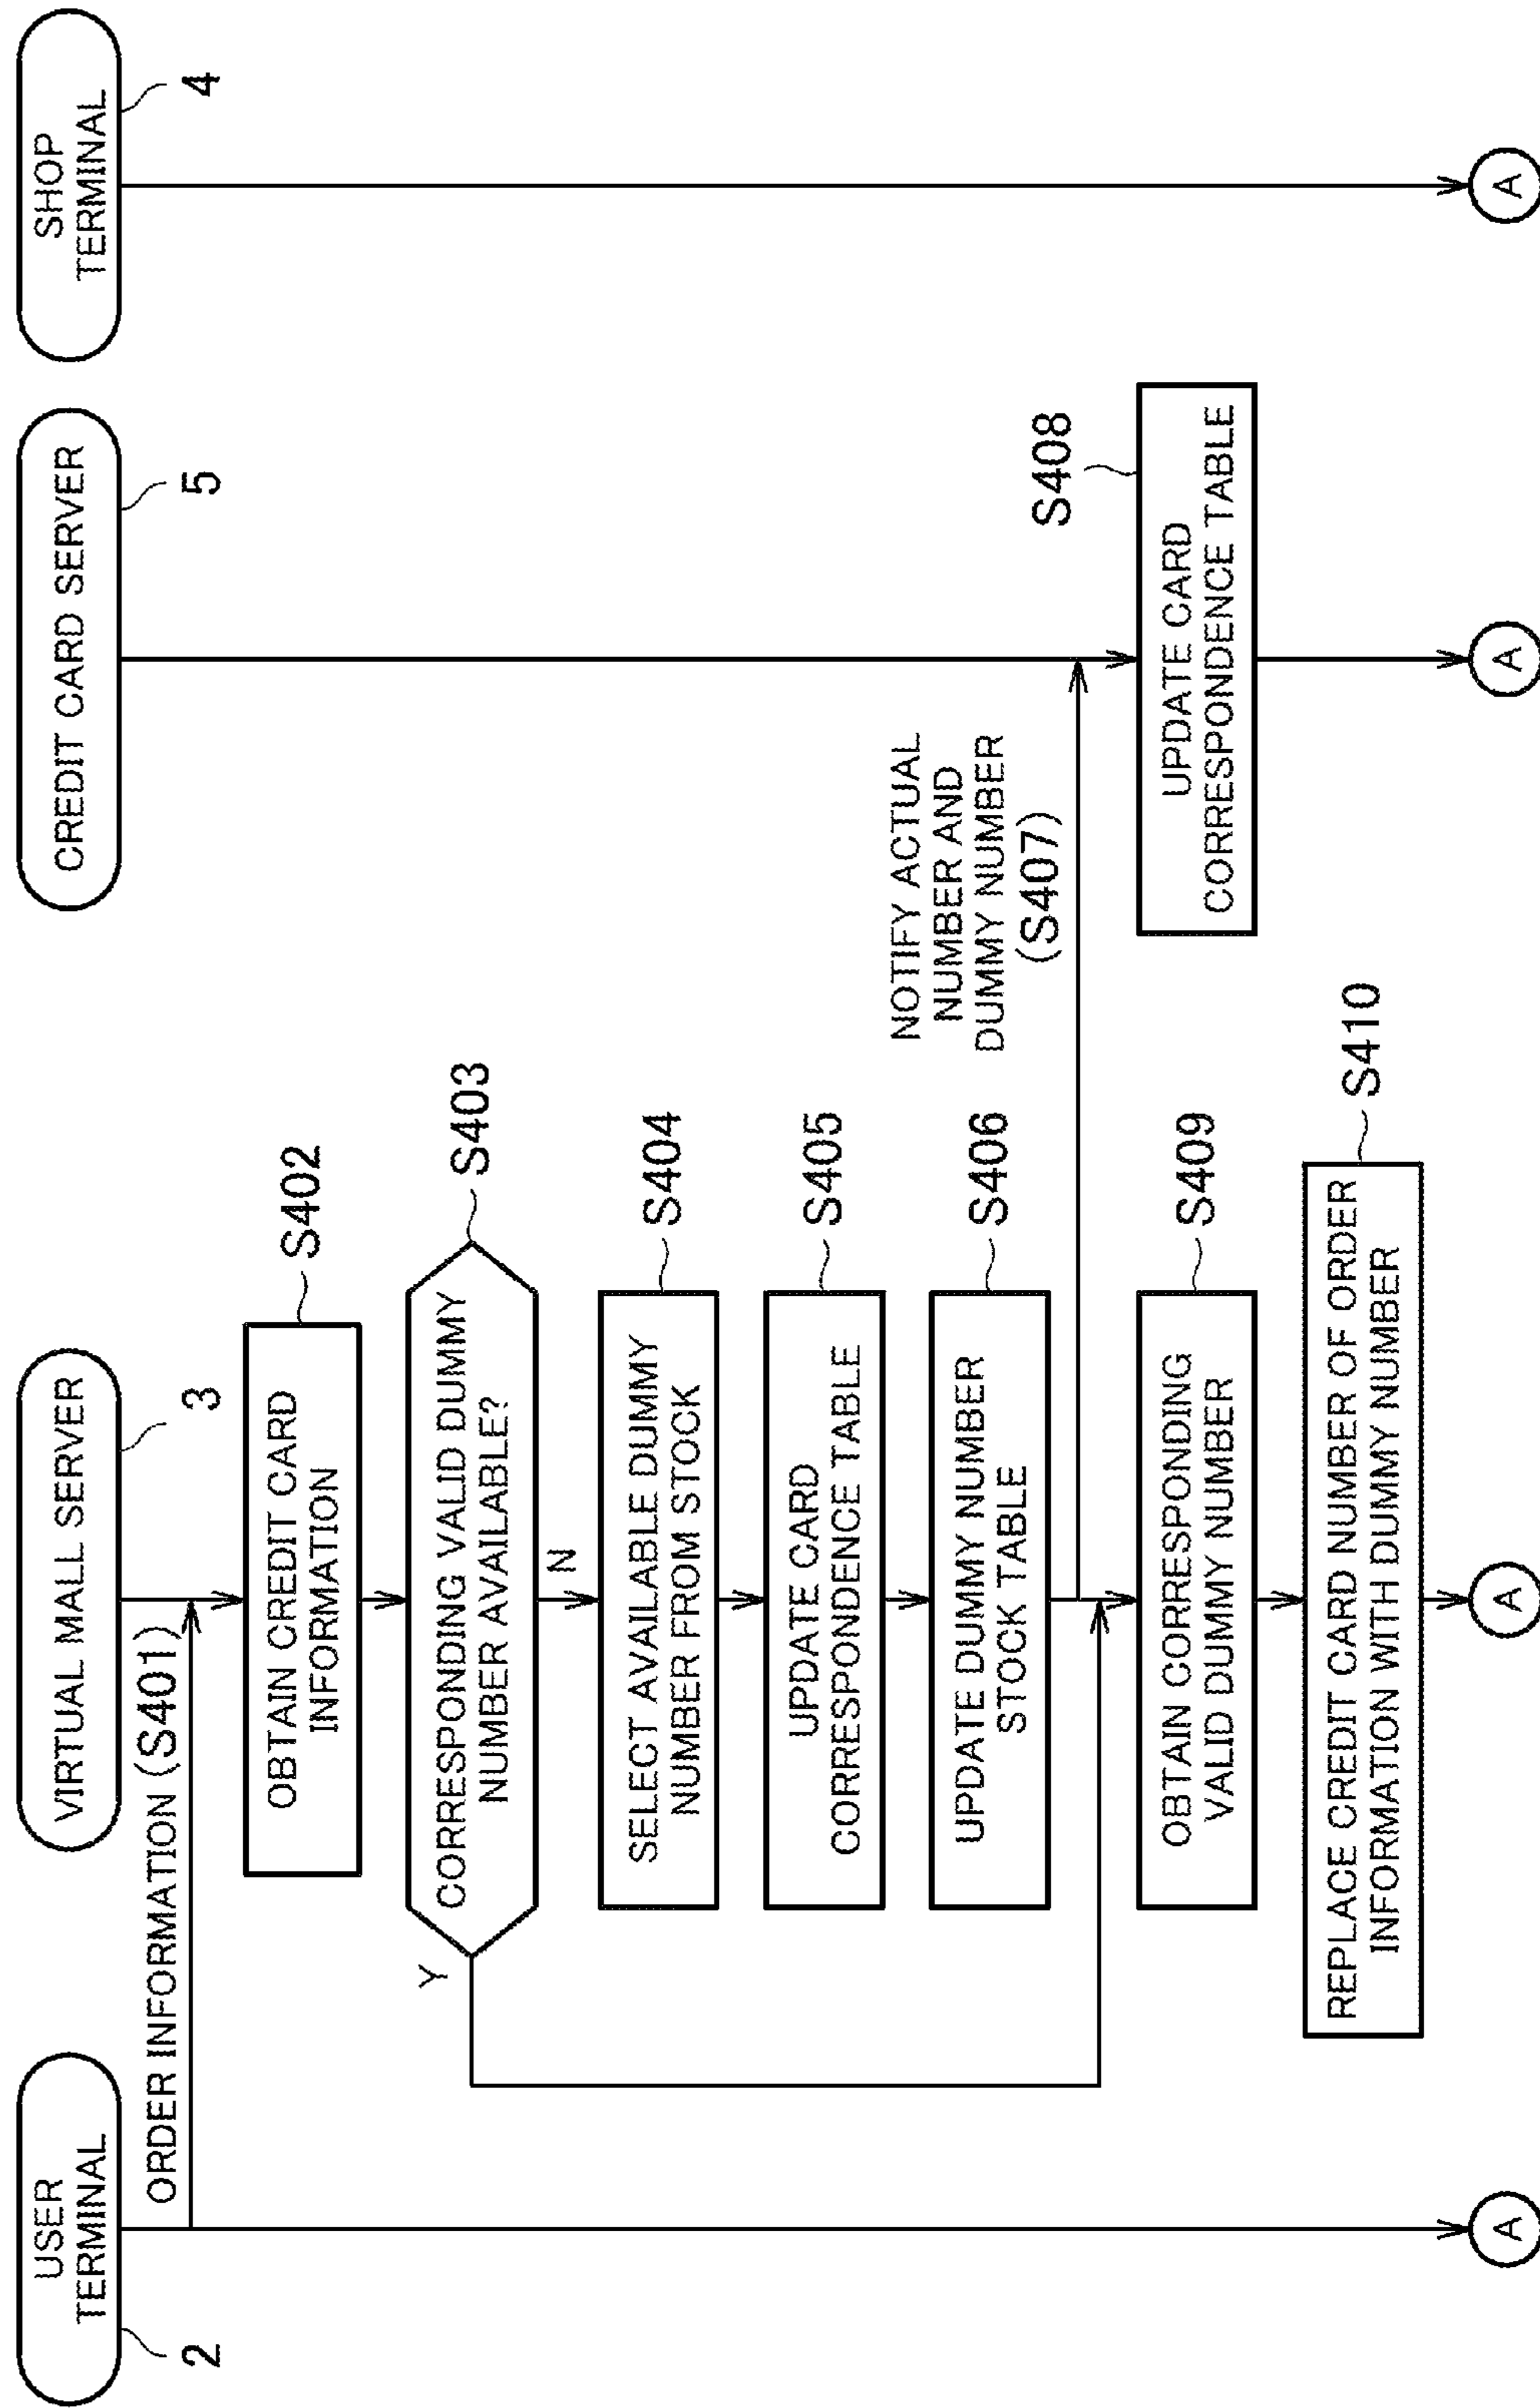 USER
TERMINAL
2
VIRTUAL MALL SERVER
3
CREDIT CARD SERVER
5
SHOP
TERMINAL
4
ORDER INFORMATION (S401)
OBTAIN CREDIT CARD
INFORMATION
S402
CORRESPONDING VALID DUMMY
NUMBER AVAILABLE?
S403
Y
N
SELECT AVAILABLE DUMMY
NUMBER FROM STOCK
S404
UPDATE CARD
CORRESPONDENCE TABLE
S405
UPDATE DUMMY NUMBER
STOCK TABLE
S406
NOTIFY ACTUAL
NUMBER AND
DUMMY NUMBER
(S407)
UPDATE CARD
CORRESPONDENCE TABLE
S408
OBTAIN CORRESPONDING
VALID DUMMY NUMBER
S409
REPLACE CREDIT CARD NUMBER OF ORDER
INFORMATION WITH DUMMY NUMBER
S410
A
A
A
A